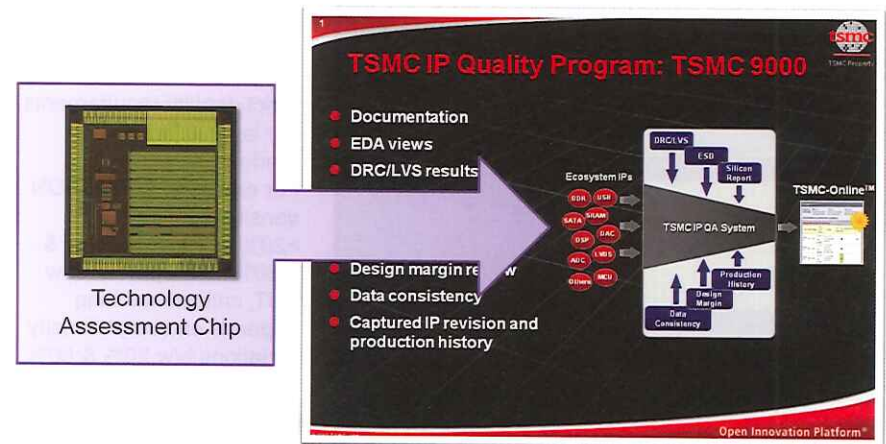 1
tsmc
TSMC Property
TSMC IP Quality Program: TSMC 9000
Documentation
EDA views
DRC/LVS results
Design margin
Data consistency
Captured IP revision and
production history
Technology
Assessment Chip
Ecosystem IPs
DDR
USB
SATA
SRAM
DSP
DAC
ADC
LVDS
Others
MCU
DRC/LVS
ESD
Silicon
Report
TSMC IP QA System
Production
History
Design
Margin
Data
Consistency
TSMC-Online™
Open Innovation Platform®